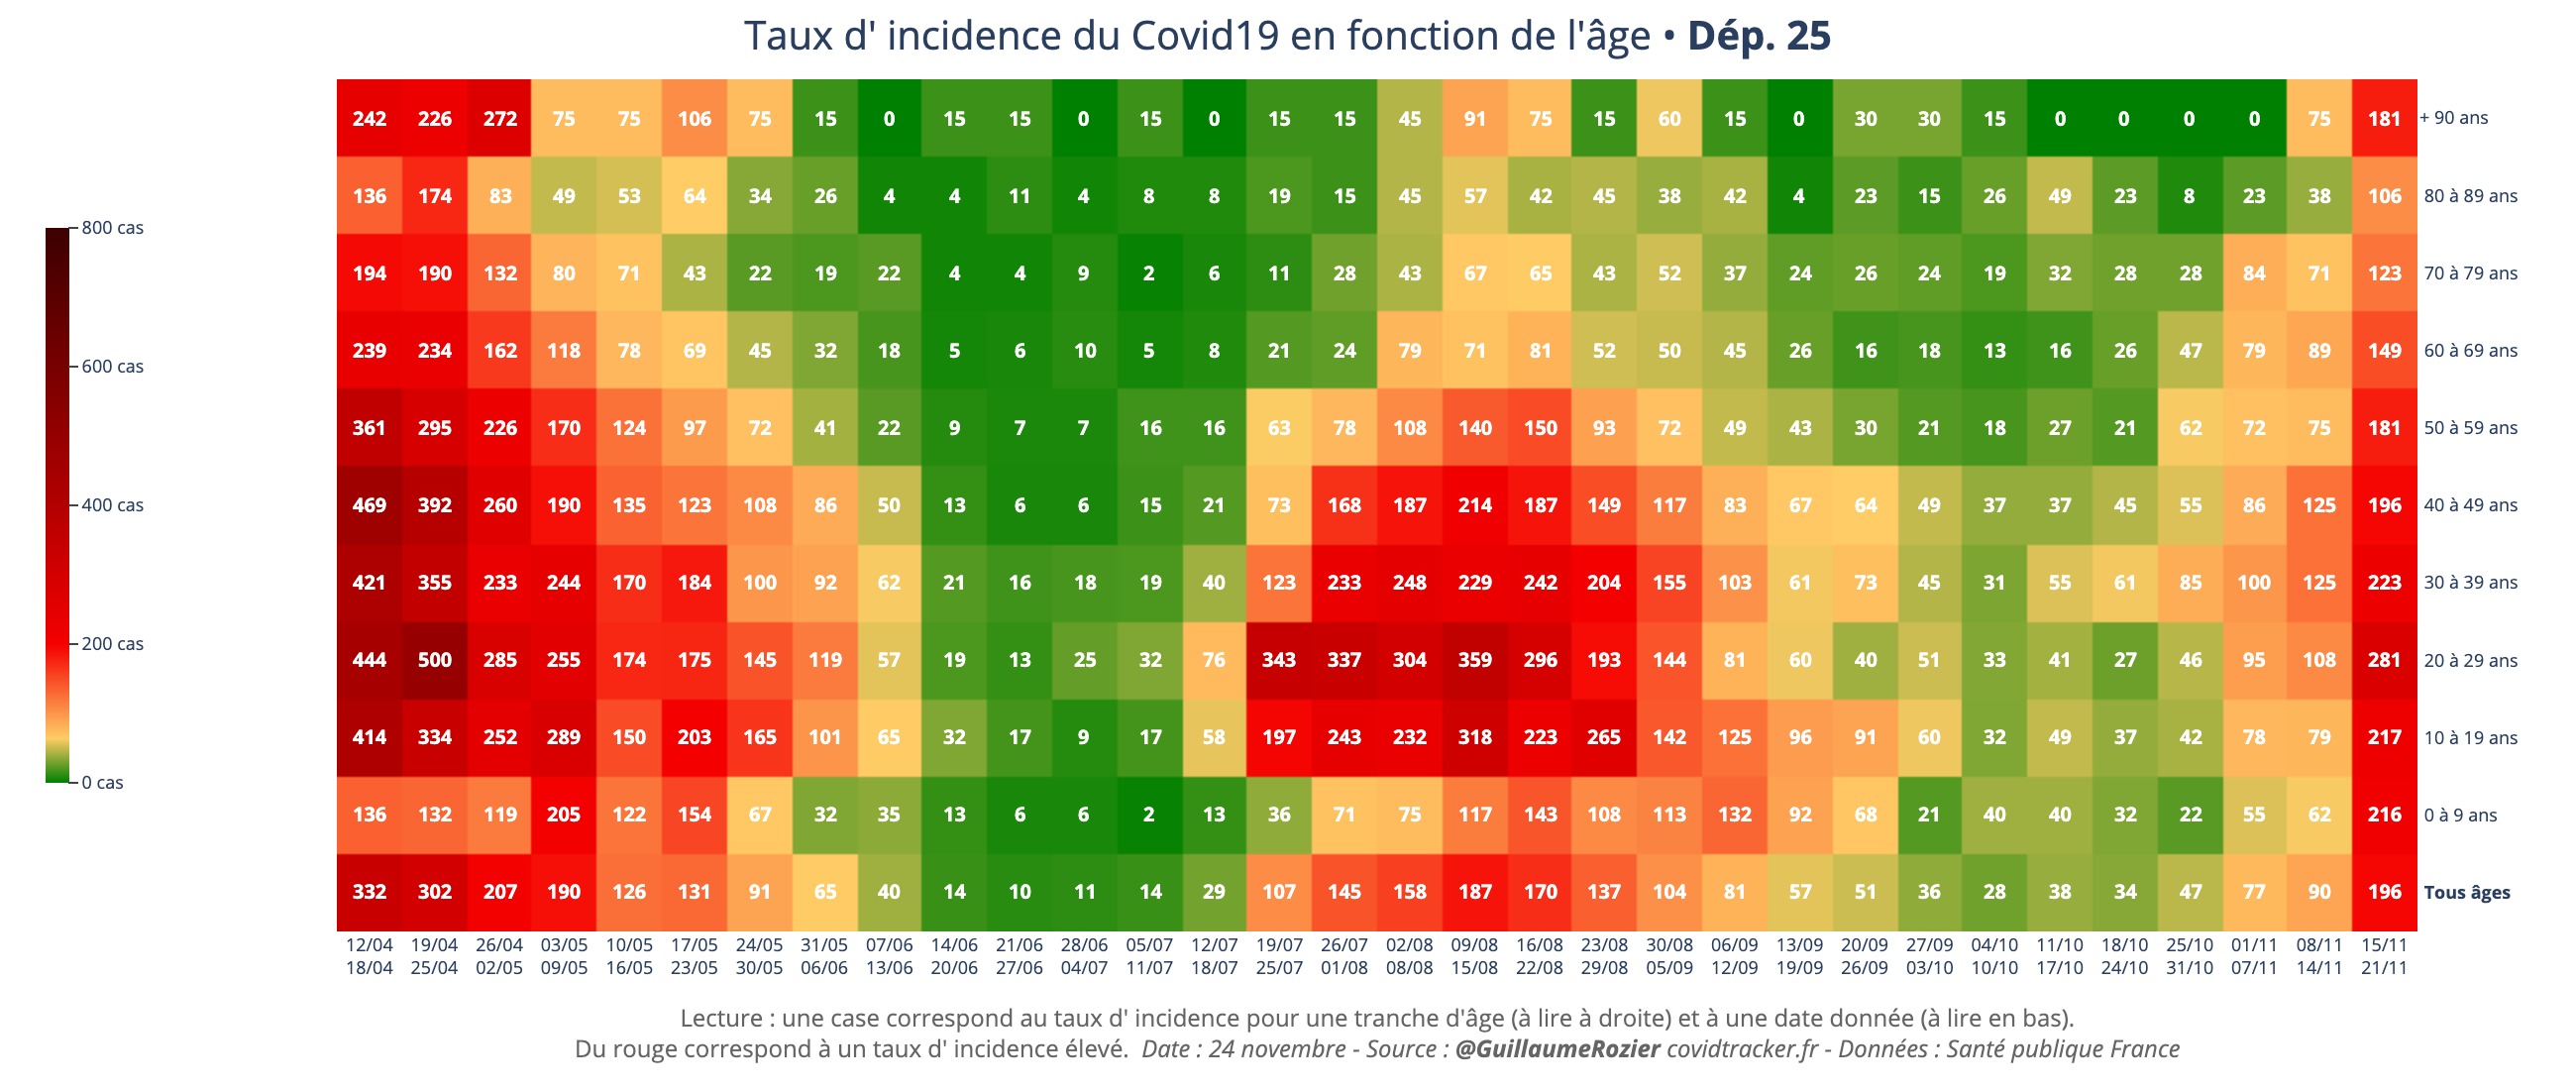 Taux d' incidence du Covid19 en fonction de l'âge • Dép. 25
800 cas
600 cas
400 cas
200 cas
0 cas
242 226 272 75 75 106 75 15 0 15 15 0 15 0 15 15 45 91 75 15 60 15 0 30 30 15 0 0 0 0 75 181 + 90 ans
136 174 83 49 53 64 34 26 4 4 11 4 8 8 19 15 45 57 42 45 38 42 4 23 15 26 49 23 8 23 38 106 80 à 89 ans
194 190 132 80 71 43 22 19 22 4 4 9 2 6 11 28 43 67 65 43 52 37 24 26 24 19 32 28 28 84 71 123 70 à 79 ans
239 234 162 118 78 69 45 32 18 5 6 10 5 8 21 24 79 71 81 52 50 45 26 16 18 13 16 26 47 79 89 149 60 à 69 ans
361 295 226 170 124 97 72 41 22 9 7 7 16 16 63 78 108 140 150 93 72 49 43 30 21 18 27 21 62 72 75 181 50 à 59 ans
469 392 260 190 135 123 108 86 50 13 6 6 15 21 73 168 187 214 187 149 117 83 67 64 49 37 37 45 55 86 125 196 40 à 49 ans
421 355 233 244 170 184 100 92 62 21 16 18 19 40 123 233 248 229 242 204 155 103 61 73 45 31 55 61 85 100 125 223 30 à 39 ans
444 500 285 255 174 175 145 119 57 19 13 25 32 76 343 337 304 359 296 193 144 81 60 40 51 33 41 27 46 95 108 281 20 à 29 ans
414 334 252 289 150 203 165 101 65 32 17 9 17 58 197 243 232 318 223 265 142 125 96 91 60 32 49 37 42 78 79 217 10 à 19 ans
136 132 119 205 122 154 67 32 35 13 6 6 2 13 36 71 75 117 143 108 113 132 92 68 21 40 40 32 22 55 62 216 0 à 9 ans
332 302 207 190 126 131 91 65 40 14 10 11 14 29 107 145 158 187 170 137 104 81 57 51 36 28 38 34 47 77 90 196 Tous âges
12/04 19/04 26/04 03/05 10/05 17/05 24/05 31/05 07/06 14/06 21/06 28/06 05/07 12/07 19/07 26/07 02/08 09/08 16/08 23/08 30/08 06/09 13/09 20/09 27/09 04/10 11/10 18/10 25/10 01/11 08/11 15/11
18/04 25/04 02/05 09/05 16/05 23/05 30/05 06/06 13/06 20/06 27/06 04/07 11/07 18/07 25/07 01/08 08/08 15/08 22/08 29/08 05/09 12/09 19/09 26/09 03/10 10/10 17/10 24/10 31/10 07/11 14/11 21/11
Lecture : une case correspond au taux d' incidence pour une tranche d'âge (à lire à droite) et à une date donnée (à lire en bas).
Du rouge correspond à un taux d' incidence élevé. Date : 24 novembre - Source : @GuillaumeRozier covidtracker.fr - Données : Santé publique France